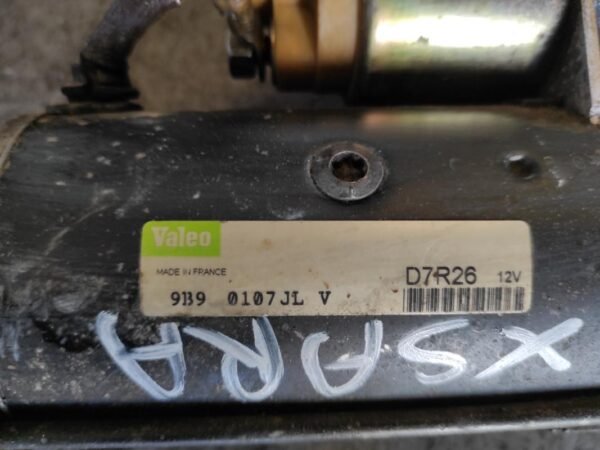 Valeo
MADE IN FRANCE
D7R26 12V
9B9 0107JL V
XSARA